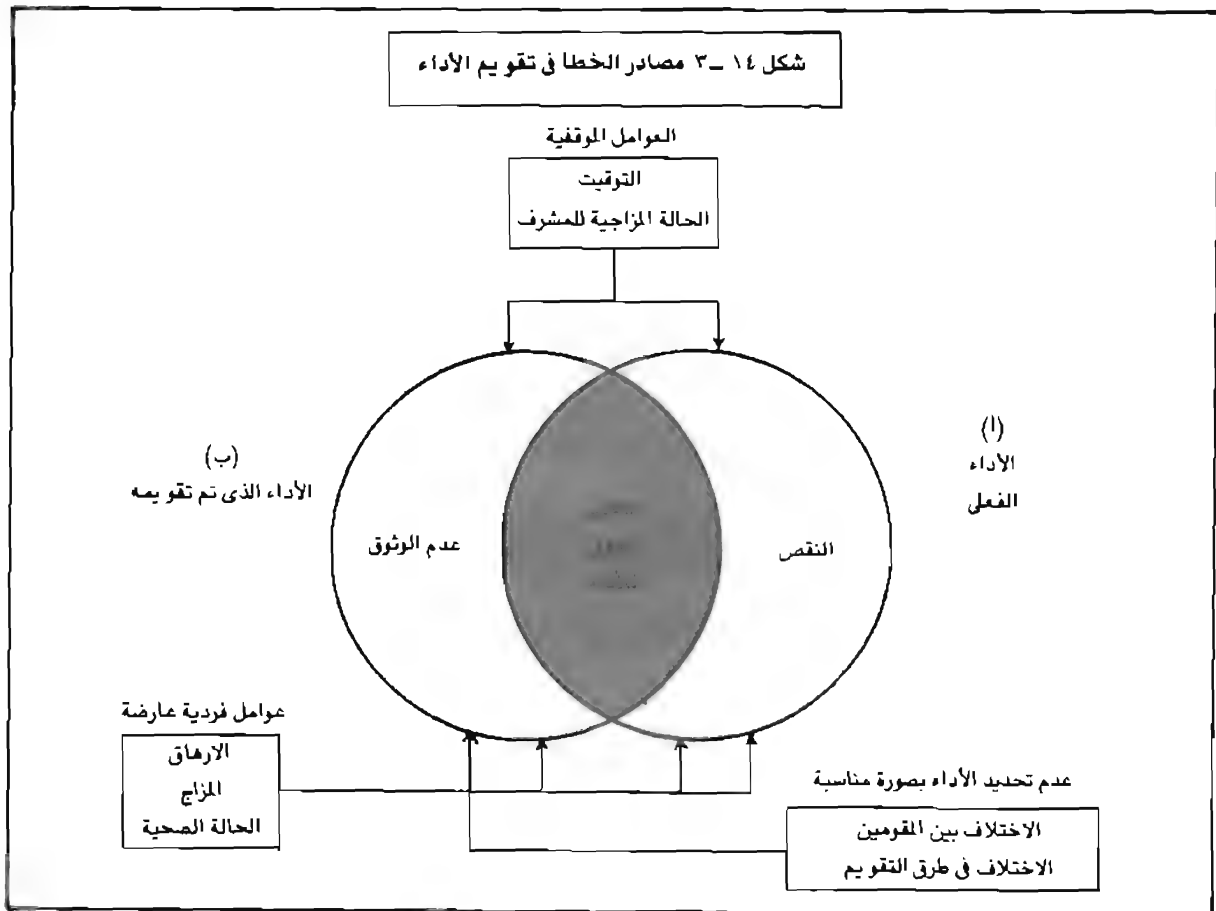 شكل ١٤ _ ٣ مصادر الخطا فى تقويم الأداء
العوامل الموقفية
التوقيت
الحالة المزاجية للمشرف
(ا)
الأداء
الفعلى
(ب)
الأداء الذى تم تقويمه
النقص
عدم الوثوق
عوامل فردية عارضة
الارهاق
المزاج
الحالة الصحية
عدم تحديد الأداء بصورة مناسبة
الاختلاف بين المقومين
الاختلاف فى طرق التقويم